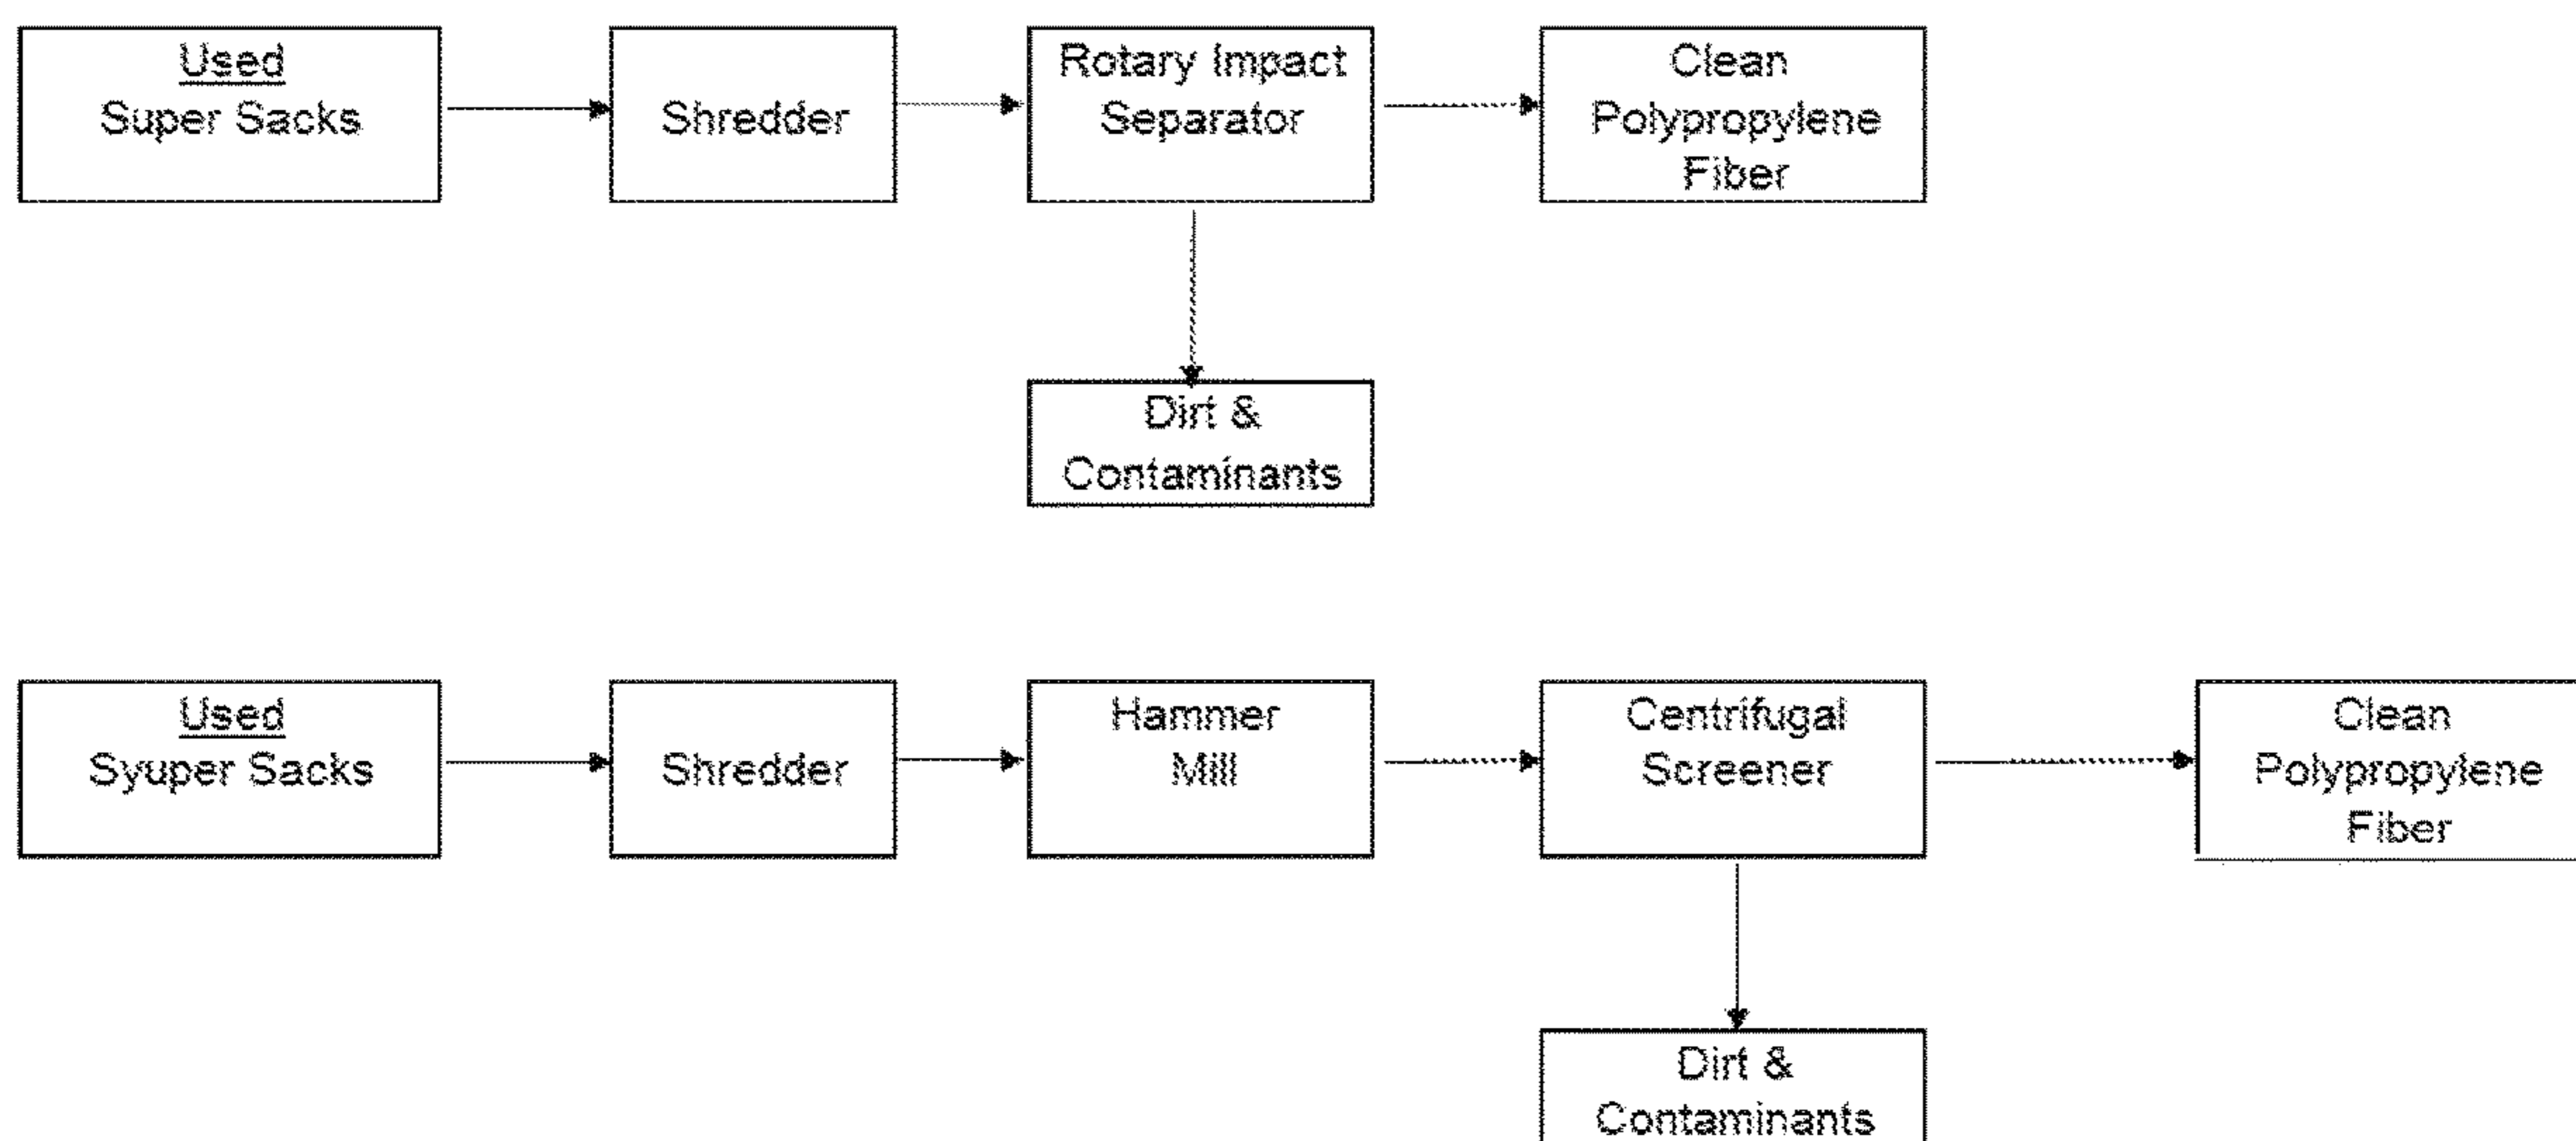 Used
Super Sacks
Shredder
Rotary Impact
Separator
Clean
Polypropylene
Fiber
Dirt &
Contaminants
Used
Syuper Sacks
Shredder
Hammer
Mill
Centrifugal
Screener
Clean
Polypropylene
Fiber
Dirt &
Contaminants